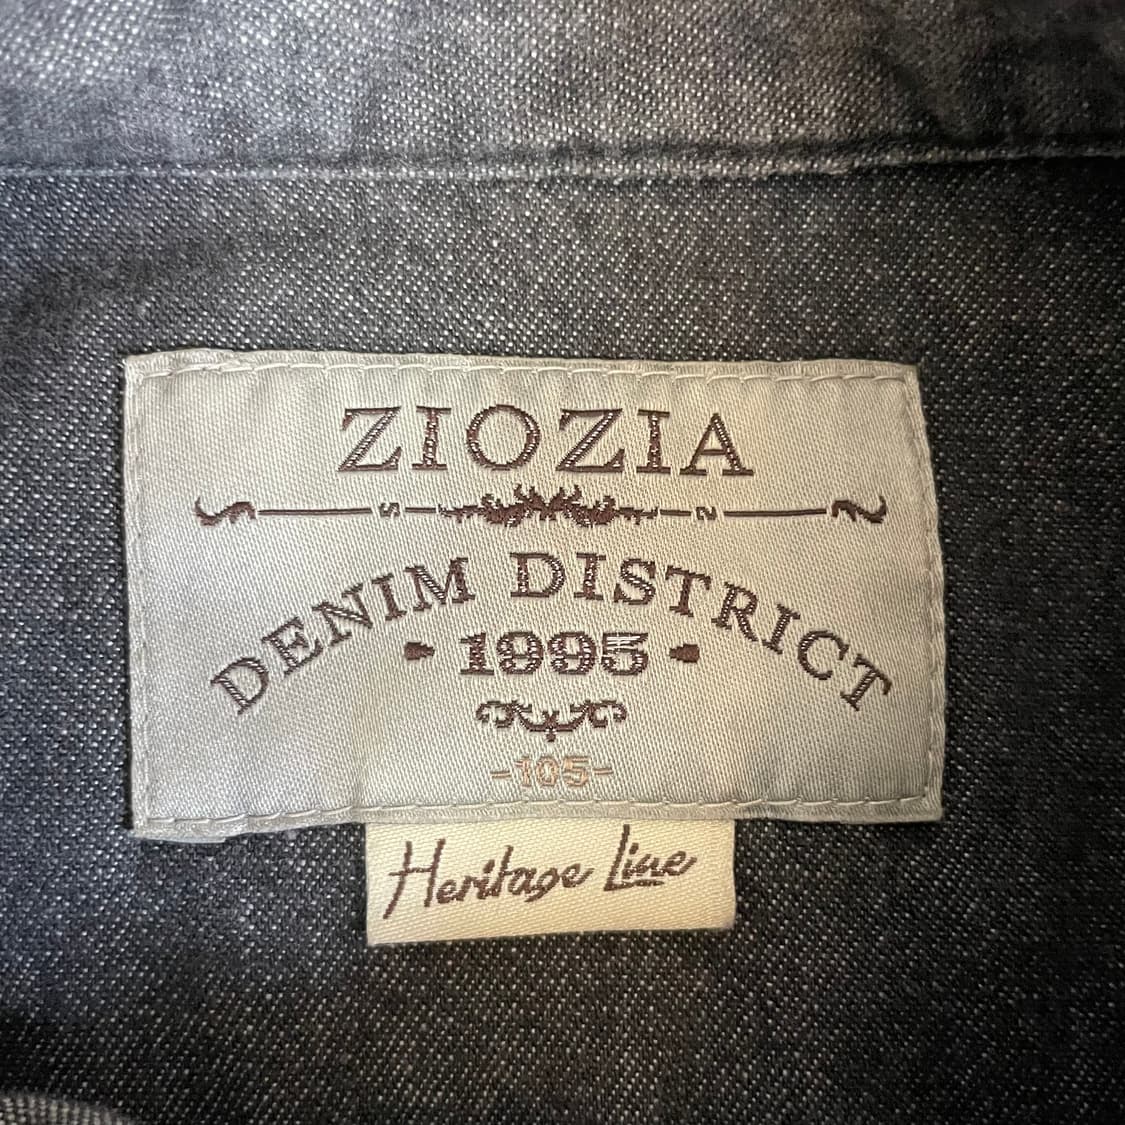 ZIOZIA
DENIM DISTRICT
1995
-105-
Heritage Line